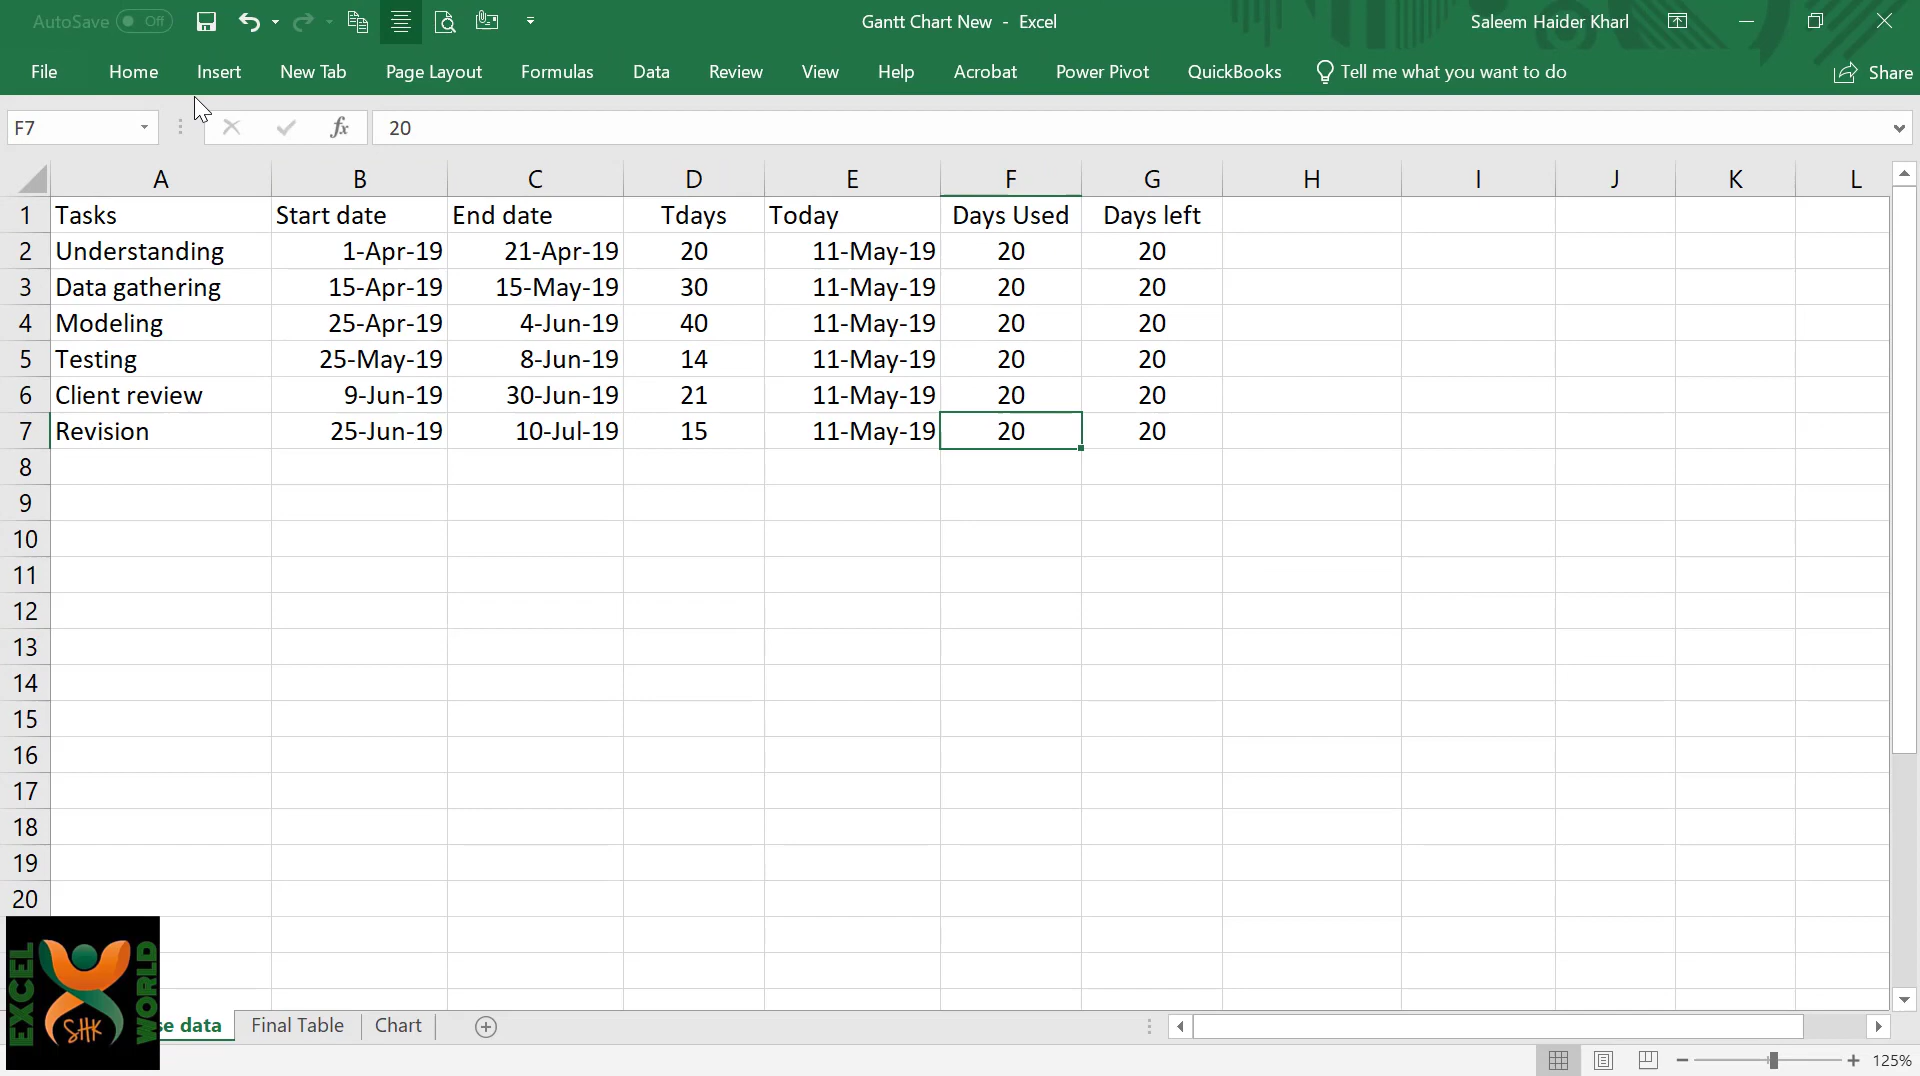 AutoSave Off Gantt Chart New - Excel Saleem Haider Kharl
File Home Insert New Tab Page Layout Formulas Data Review View Help Acrobat Power Pivot QuickBooks Tell me what you want to do Share
F7 fx 20
A B C D E F G H I J K L
1 Tasks Start date End date Tdays Today Days Used Days left
2 Understanding 1-Apr-19 21-Apr-19 20 11-May-19 20 20
3 Data gathering 15-Apr-19 15-May-19 30 11-May-19 20 20
4 Modeling 25-Apr-19 4-Jun-19 40 11-May-19 20 20
5 Testing 25-May-19 8-Jun-19 14 11-May-19 20 20
6 Client review 9-Jun-19 30-Jun-19 21 11-May-19 20 20
7 Revision 25-Jun-19 10-Jul-19 15 11-May-19 20 20
8
9
10
11
12
13
14
15
16
17
18
19
20
EXCEL SHK WORLD
se data Final Table Chart
125%